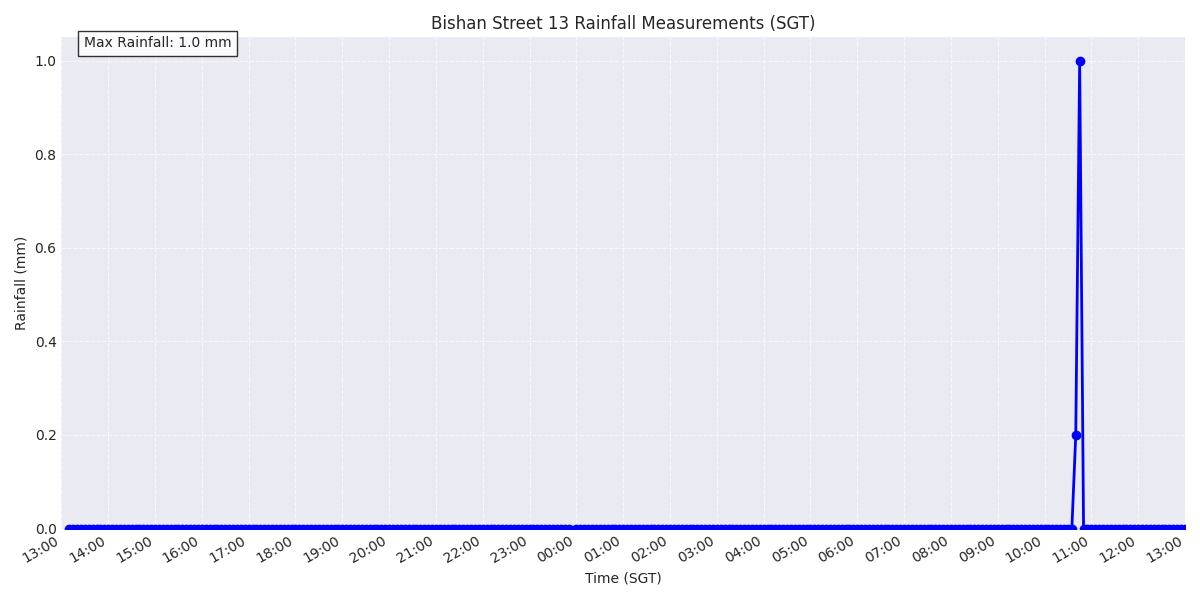 Bishan Street 13 Rainfall Measurements (SGT)
Max Rainfall: 1.0 mm
1.0
0.8
0.6
0.4
0.2
0.0
Rainfall (mm)
13:00 14:00 15:00 16:00 17:00 18:00 19:00 20:00 21:00 22:00 23:00 00:00 01:00 02:00 03:00 04:00 05:00 06:00 07:00 08:00 09:00 10:00 11:00 12:00 13:00
Time (SGT)